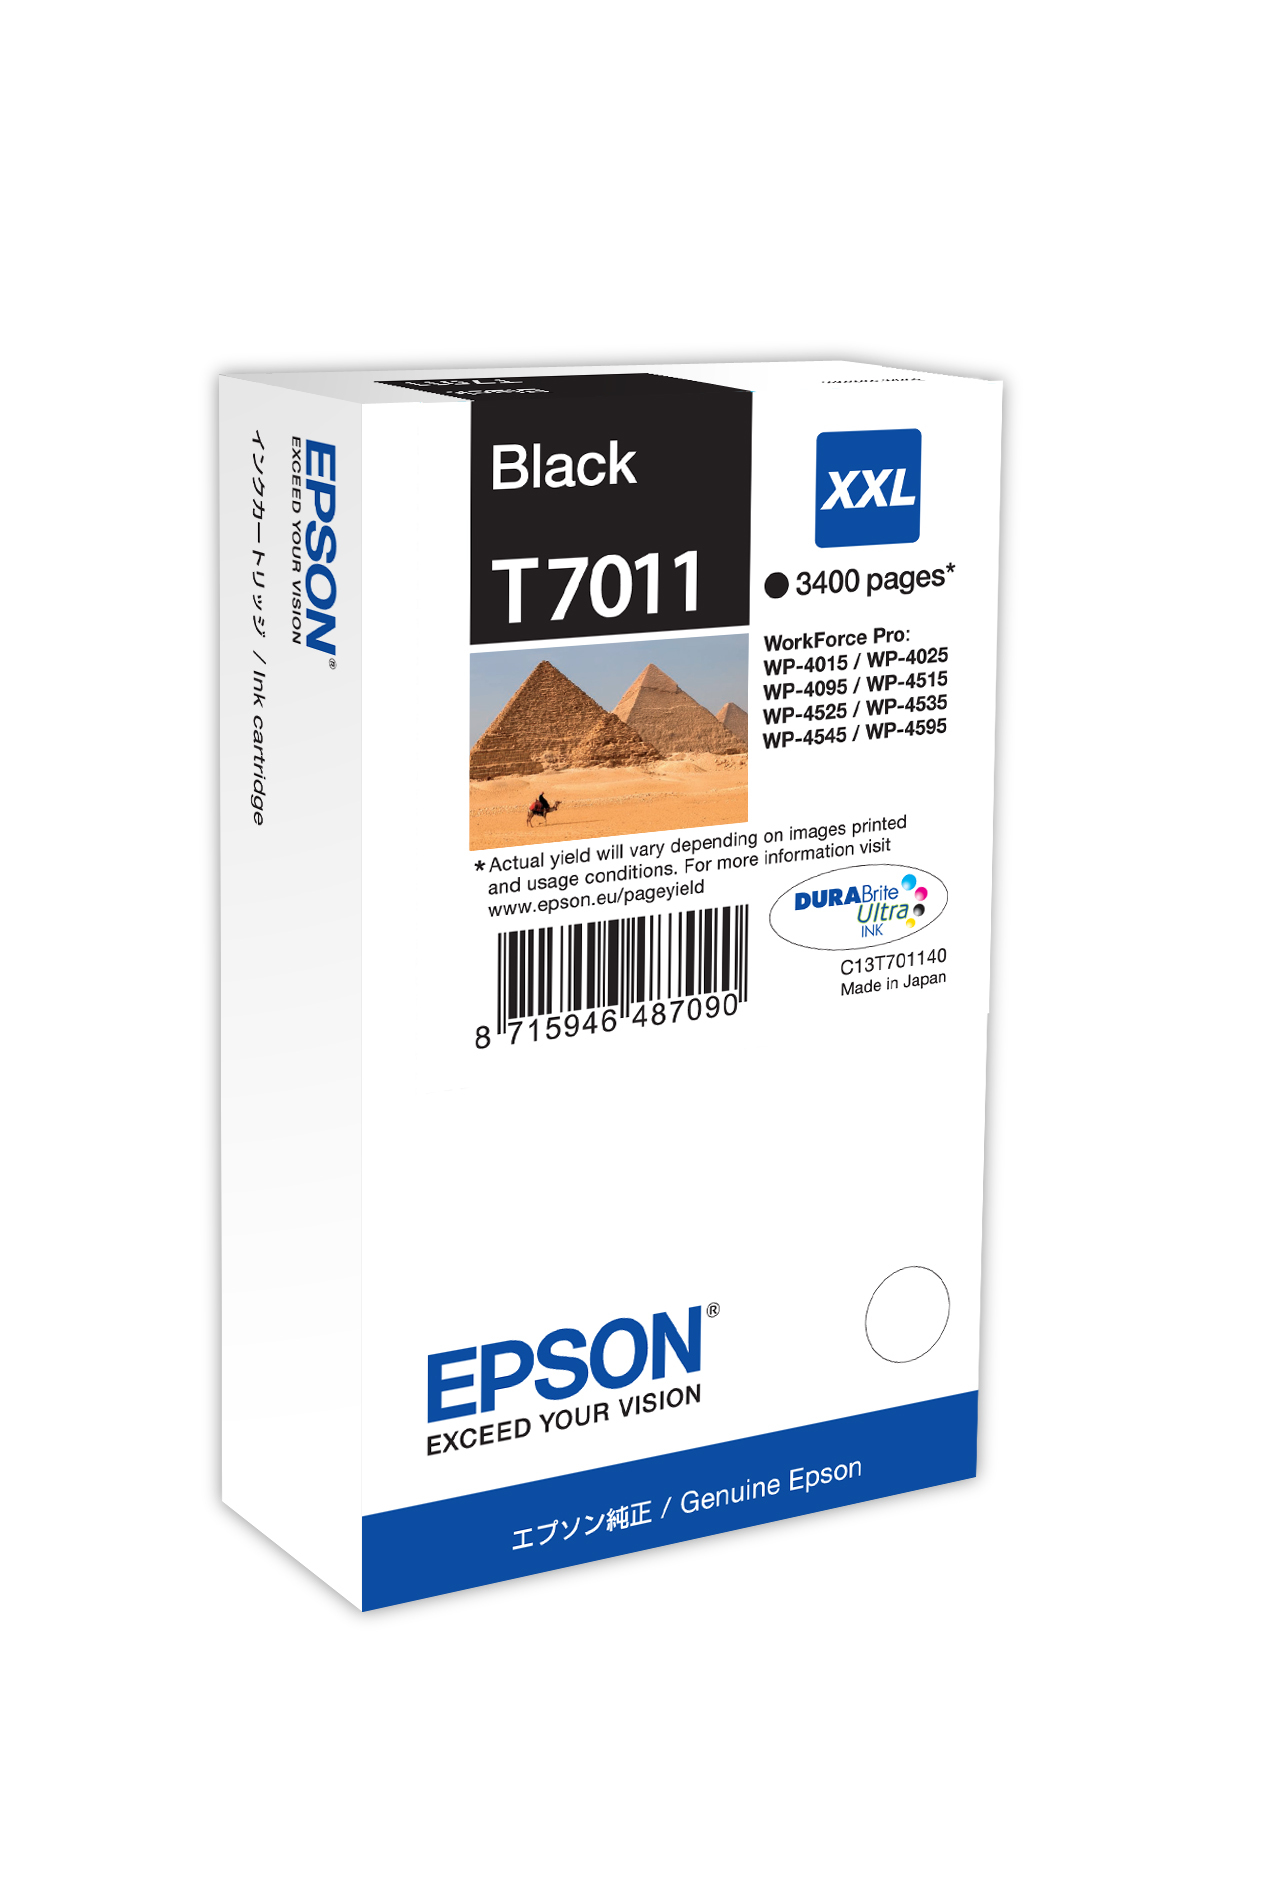 Black
T7011
XXL
3400 pages*
WorkForce Pro:
WP-4015 / WP-4025
WP-4095 / WP-4515
WP-4525 / WP-4535
WP-4545 / WP-4595
*Actual yield will vary depending on images printed
and usage conditions. For more information visit
www.epson.eu/pageyield
DURABrite
Ultra
INK
C13T701140
Made in Japan
8 715946 487090
EPSON®
EXCEED YOUR VISION
エプソン純正 / Genuine Epson
EPSON®
EXCEED YOUR VISION
インクカートリッジ / Ink cartridge